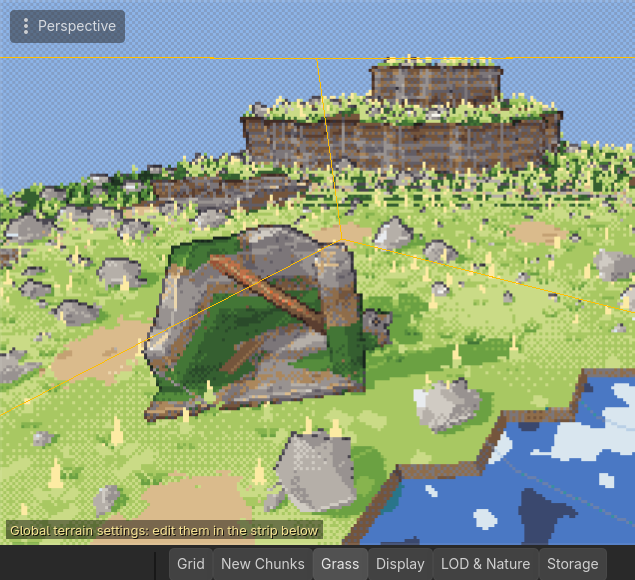 Perspective
Global terrain settings: edit them in the strip below
Grid New Chunks Grass Display LOD & Nature Storage